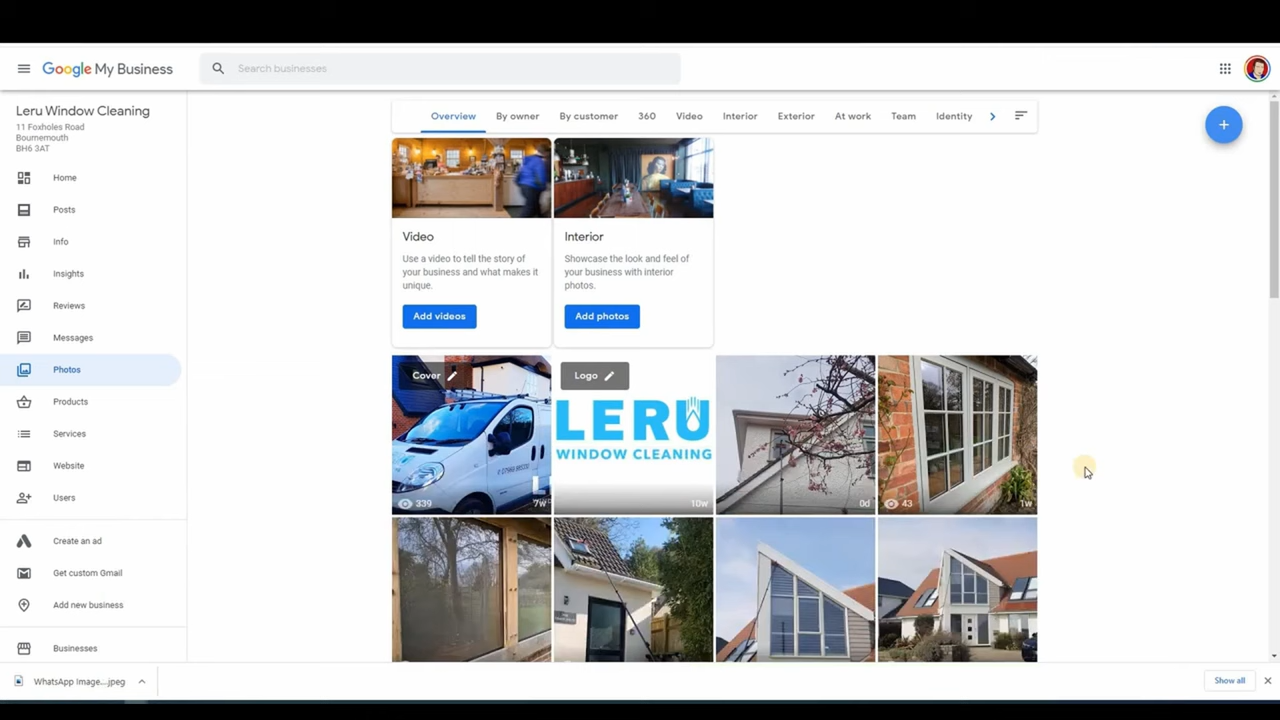 Google My Business
Search businesses
Leru Window Cleaning
11 Foxholes Road
Bournemouth
BH6 3AT
Home
Posts
Info
Insights
Reviews
Messages
Photos
Products
Services
Website
Users
Create an ad
Get custom Gmail
Add new business
Businesses
Overview
By owner
By customer
360
Video
Interior
Exterior
At work
Team
Identity
Video
Use a video to tell the story of
your business and what makes it
unique.
Add videos
Interior
Showcase the look and feel of
your business with interior
photos.
Add photos
Cover
339
7w
Logo
LERU
WINDOW CLEANING
10w
0d
43
1w
WhatsApp Image....jpeg
Show all